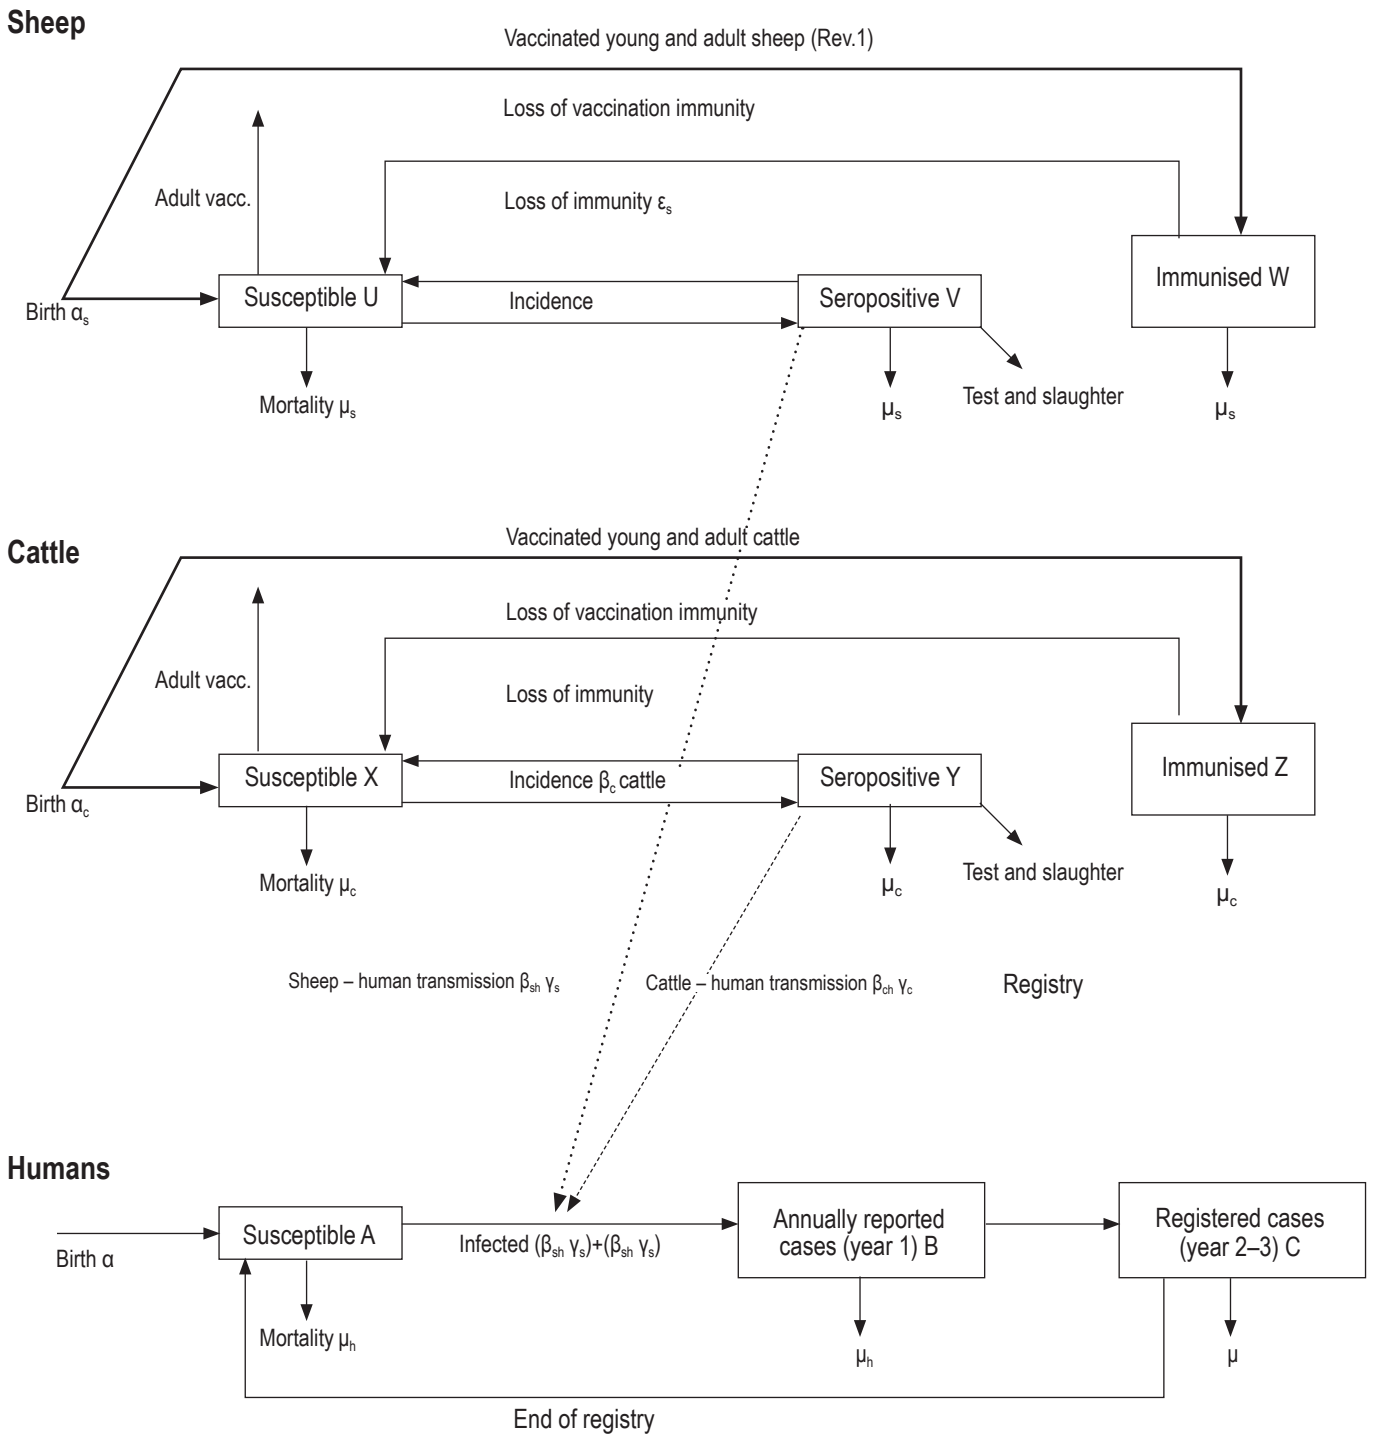 Sheep
Vaccinated young and adult sheep (Rev.1)
Loss of vaccination immunity
Adult vacc.
Loss of immunity εs
Birth αs
Susceptible U
Incidence
Seropositive V
Immunised W
Mortality μs
μs
Test and slaughter
μs
Cattle
Vaccinated young and adult cattle
Loss of vaccination immunity
Adult vacc.
Loss of immunity
Birth αc
Susceptible X
Incidence βc cattle
Seropositive Y
Immunised Z
Mortality μc
μc
Test and slaughter
μc
Sheep – human transmission βsh γs
Cattle – human transmission βch γc
Registry
Humans
Birth α
Susceptible A
Infected (βsh γs)+(βsh γs)
Annually reported
cases (year 1) B
Registered cases
(year 2–3) C
Mortality μh
μh
μ
End of registry